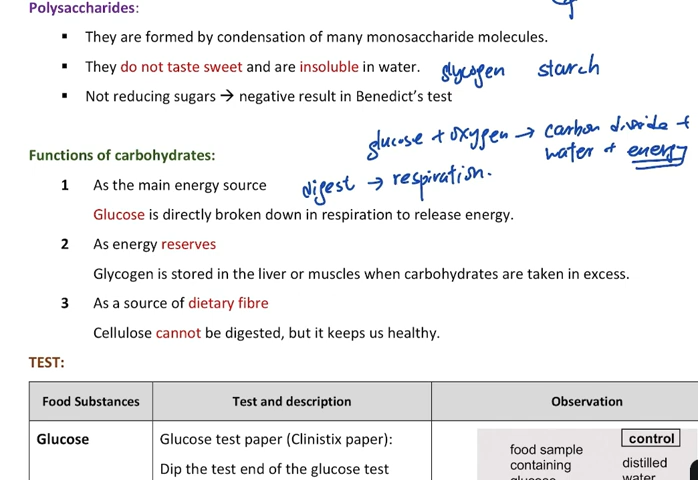 Polysaccharides:
▪ They are formed by condensation of many monosaccharide molecules.
▪ They do not taste sweet and are insoluble in water. glycogen starch
▪ Not reducing sugars → negative result in Benedict's test
glucose + oxygen → carbon dioxide +
water + energy
Functions of carbohydrates:
1 As the main energy source
digest → respiration.
Glucose is directly broken down in respiration to release energy.
2 As energy reserves
Glycogen is stored in the liver or muscles when carbohydrates are taken in excess.
3 As a source of dietary fibre
Cellulose cannot be digested, but it keeps us healthy.
TEST:
Food Substances Test and description Observation
Glucose Glucose test paper (Clinistix paper):
Dip the test end of the glucose test
food sample
containing
control
distilled